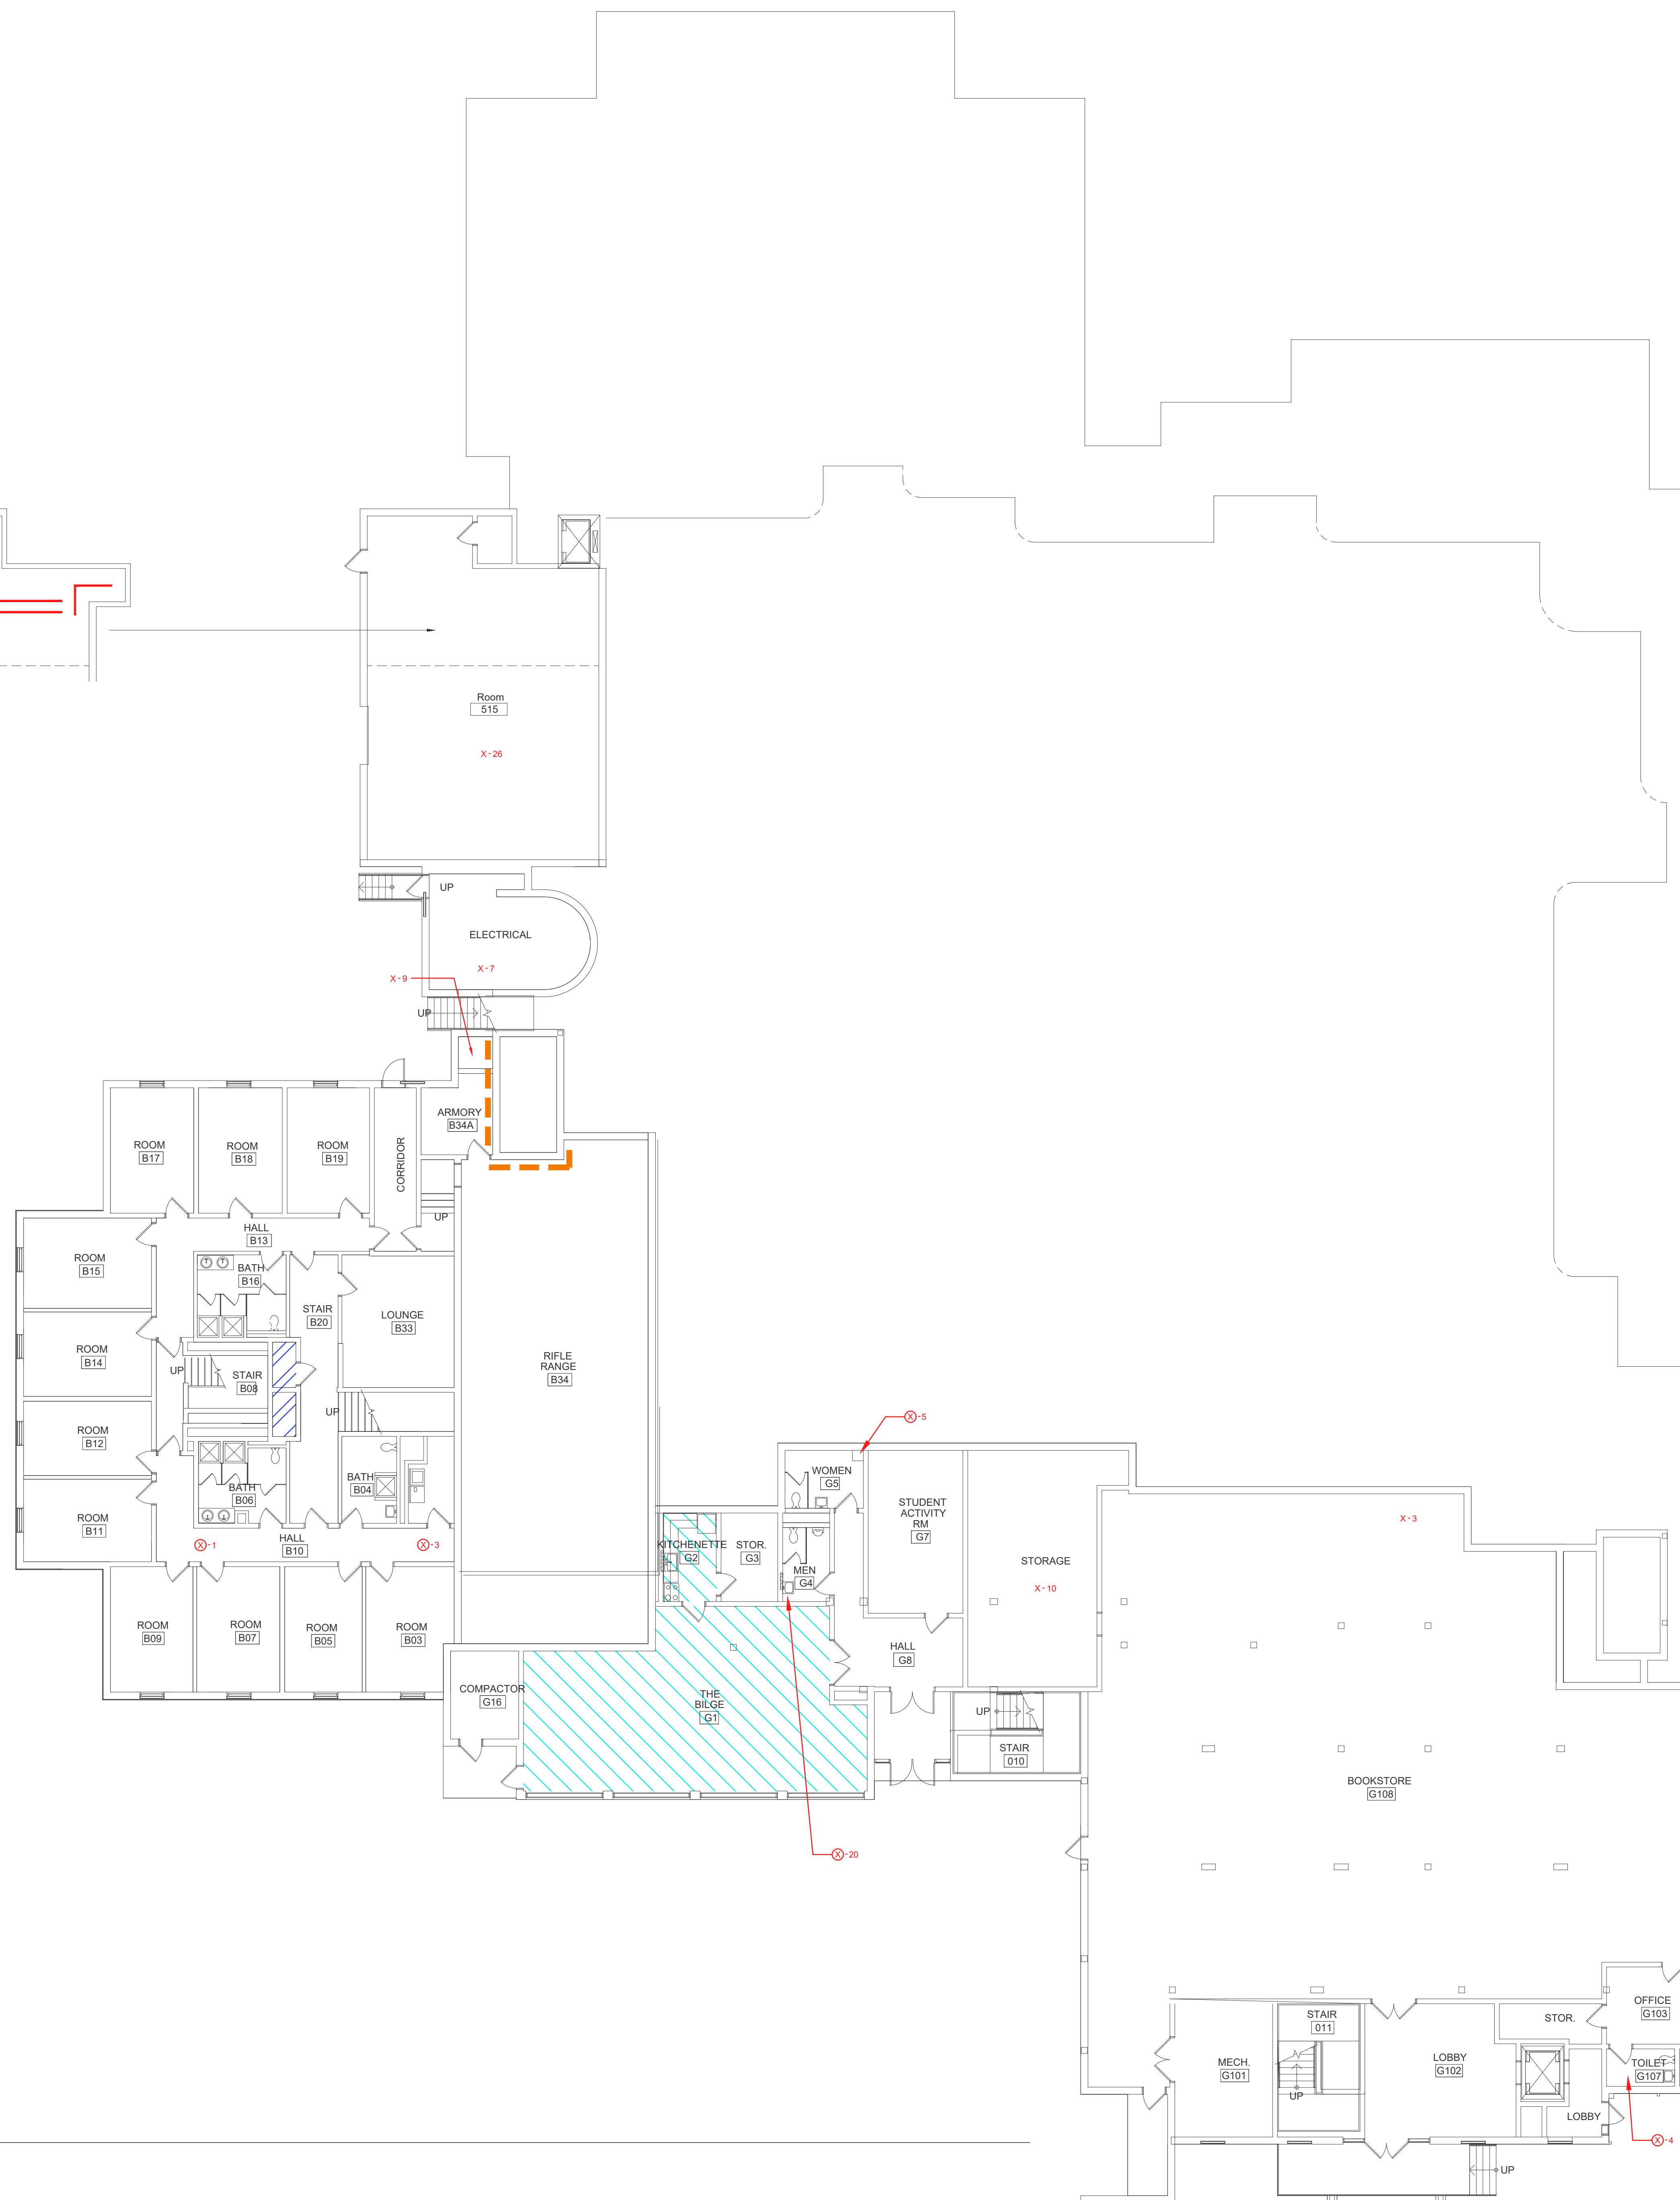 Room
515
X - 26
UP
ELECTRICAL
X - 7
X - 9
UP
ARMORY
B34A
ROOM
B17
ROOM
B18
ROOM
B19
CORRIDOR
UP
HALL
B13
ROOM
B15
BATH
B16
STAIR
B20
LOUNGE
B33
ROOM
B14
UP
STAIR
B08
RIFLE
RANGE
B34
UP
ROOM
B12
BATH
B06
BATH
B04
ROOM
B11
X - 1
HALL
B10
X - 3
ROOM
B09
ROOM
B07
ROOM
B05
ROOM
B03
X - 5
WOMEN
G5
STUDENT
ACTIVITY
RM
G7
KITCHENETTE
G2
STOR.
G3
MEN
G4
STORAGE
X - 10
X - 3
HALL
G8
COMPACTOR
G16
THE
BILGE
G1
UP
STAIR
010
BOOKSTORE
G108
X - 20
STAIR
011
UP
MECH.
G101
LOBBY
G102
STOR.
OFFICE
G103
TOILET
G107
LOBBY
X - 4
UP